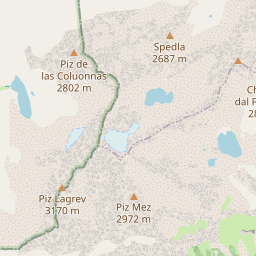 Spedla
2687 m
Piz de
las Coluonnas
2802 m
Ch
dal P
28
Piz Lagrev
3170 m
Piz Mez
2972 m